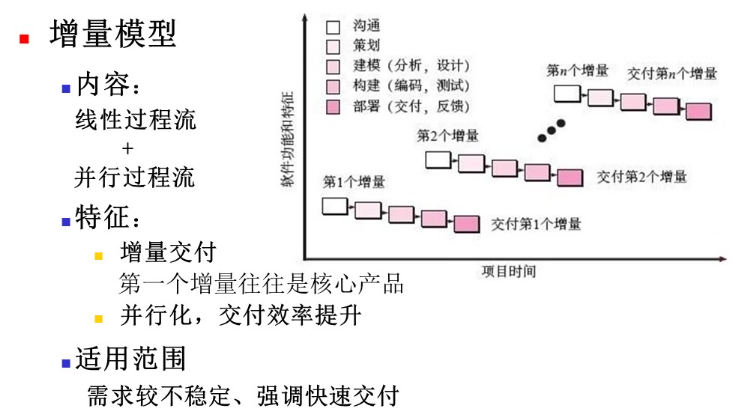 增量模型
内容：
线性过程流
+
并行过程流
特征：
增量交付
第一个增量往往是核心产品
并行化，交付效率提升
适用范围
需求较不稳定、强调快速交付
沟通
策划
建模（分析，设计）
构建（编码，测试）
部署（交付，反馈）
软件功能和特征
第n个增量
交付第n个增量
第2个增量
交付第2个增量
第1个增量
交付第1个增量
项目时间